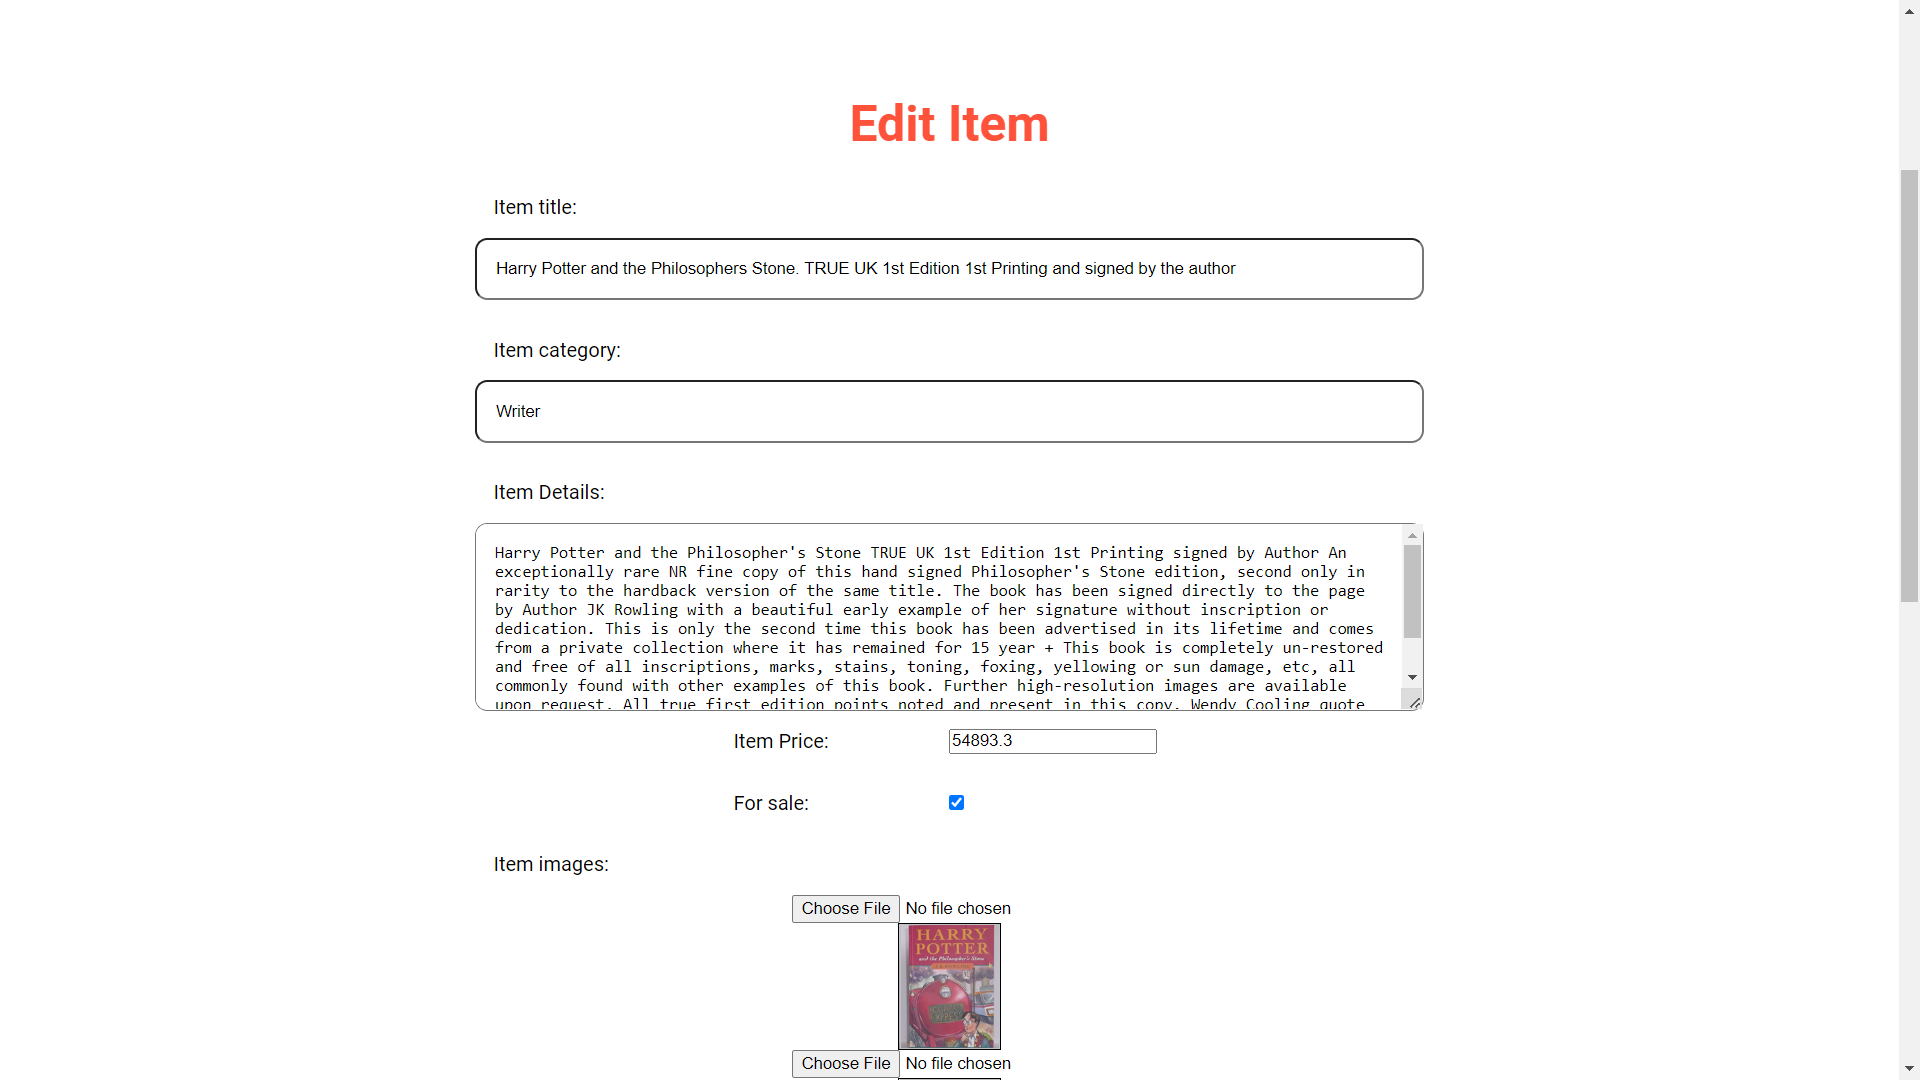 Edit Item
Item title:
Harry Potter and the Philosophers Stone. TRUE UK 1st Edition 1st Printing and signed by the author
Item category:
Writer
Item Details:
Harry Potter and the Philosopher's Stone TRUE UK 1st Edition 1st Printing signed by Author An
exceptionally rare NR fine copy of this hand signed Philosopher's Stone edition, second only in
rarity to the hardback version of the same title. The book has been signed directly to the page
by Author JK Rowling with a beautiful early example of her signature without inscription or
dedication. This is only the second time this book has been advertised in its lifetime and comes
from a private collection where it has remained for 15 year + This book is completely un-restored
and free of all inscriptions, marks, stains, toning, foxing, yellowing or sun damage, etc, all
commonly found with other examples of this book. Further high-resolution images are available
upon request. All true first edition points noted and present in this copy. Wendy Cooling quote
Item Price: 54893.3
For sale:
Item images:
Choose File No file chosen
HARRY
POTTER
and the Philosopher's Stone
Choose File No file chosen